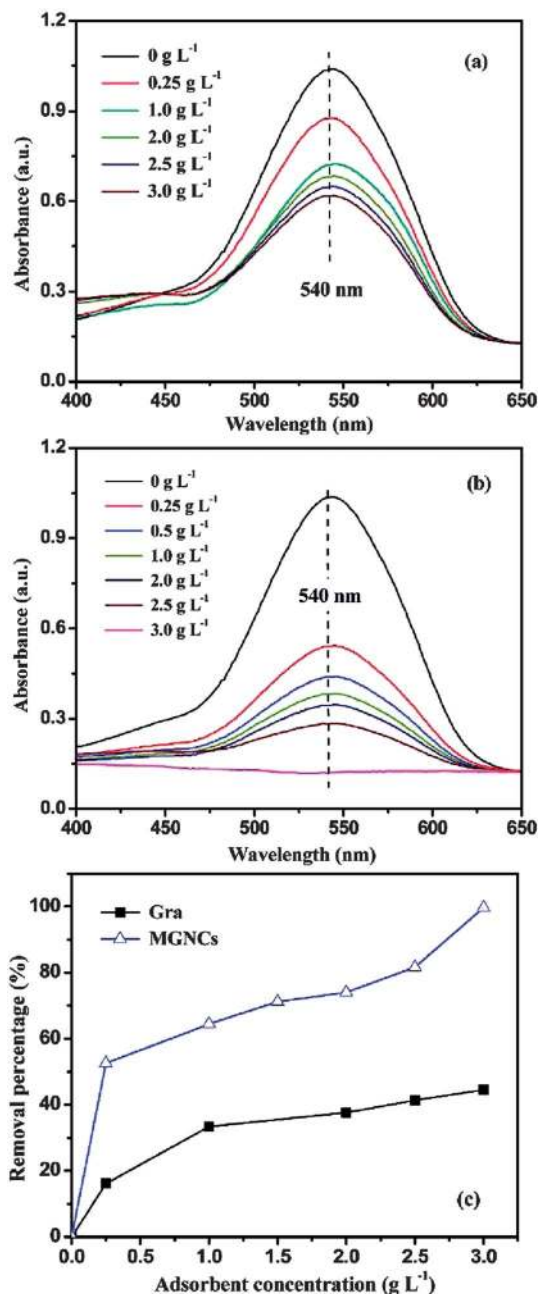 1.2
0.9
0.6
0.3
0.0
Absorbance (a.u.)
0 g L⁻¹
0.25 g L⁻¹
1.0 g L⁻¹
2.0 g L⁻¹
2.5 g L⁻¹
3.0 g L⁻¹
(a)
540 nm
400 450 500 550 600 650
Wavelength (nm)
1.2
0.9
0.6
0.3
0.0
Absorbance (a.u.)
0 g L⁻¹
0.25 g L⁻¹
0.5 g L⁻¹
1.0 g L⁻¹
2.0 g L⁻¹
2.5 g L⁻¹
3.0 g L⁻¹
(b)
540 nm
400 450 500 550 600 650
Wavelength (nm)
100
80
60
40
20
0
Removal percentage (%)
Gra
MGNCs
(c)
0.0 0.5 1.0 1.5 2.0 2.5 3.0
Adsorbent concentration (g L⁻¹)